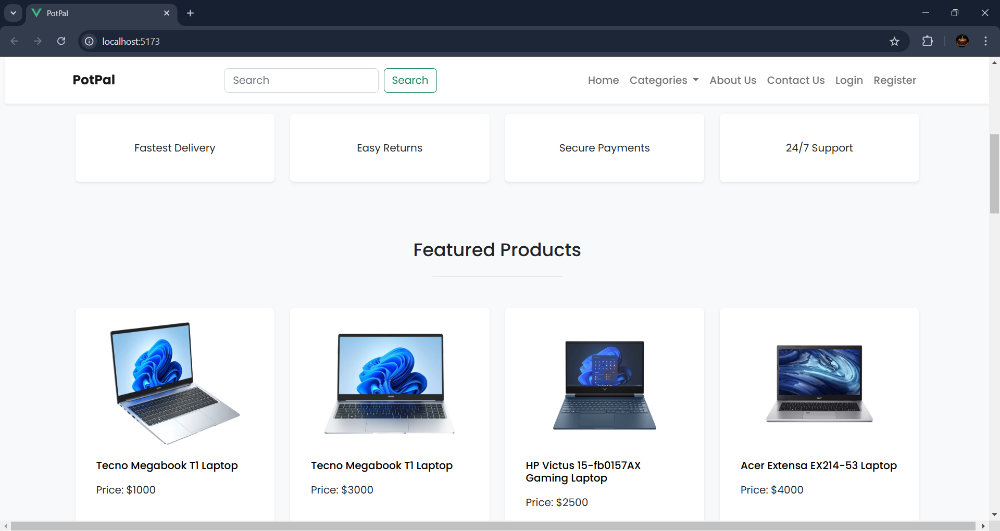 PotPal
localhost:5173
PotPal
Search
Search
Home
Categories
About Us
Contact Us
Login
Register
Fastest Delivery
Easy Returns
Secure Payments
24/7 Support
Featured Products
Tecno Megabook T1 Laptop
Price: $1000
Tecno Megabook T1 Laptop
Price: $3000
HP Victus 15-fb0157AX
Gaming Laptop
Price: $2500
Acer Extensa EX214-53 Laptop
Price: $4000